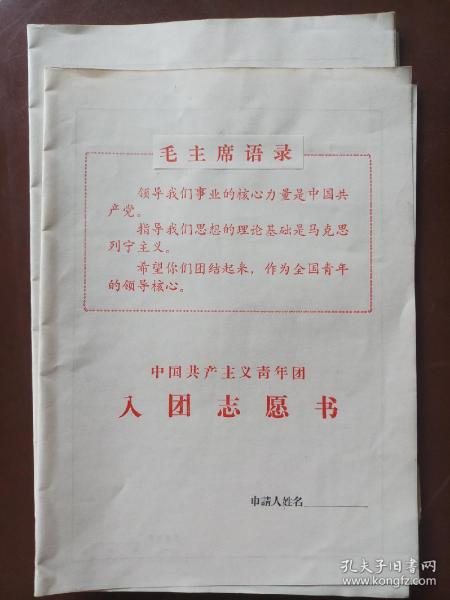 毛主席语录
领导我们事业的核心力量是中国共
产党。
指导我们思想的理论基础是马克思
列宁主义。
希望你们团结起来，作为全国青年
的领导核心。
中国共产主义青年团
入团志愿书
申請人姓名
孔夫子旧书网
www.kongfz.com